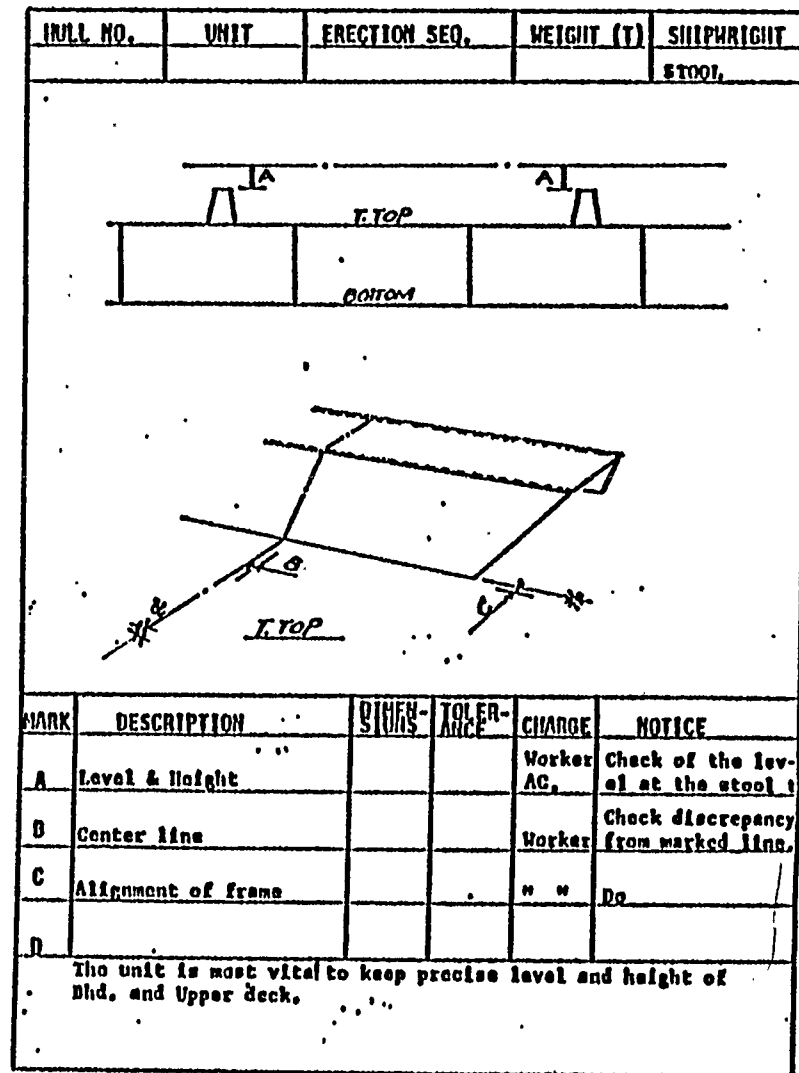 HULL NO. UNIT ERECTION SEQ. WEIGHT (T) SHIPWRIGHT
STOOL
A A
T.TOP
BOTTOM
B
C
T.TOP
MARK DESCRIPTION DIMEN-SIONS TOLER-ANCE CHARGE NOTICE
A Level & Height Worker AC. Check of the lev-el at the stool t
B Center line Worker Check discrepancy from marked line.
C Alignment of frame " " Do
D
The unit is most vital to keep precise level and height of
Bhd. and Upper deck.